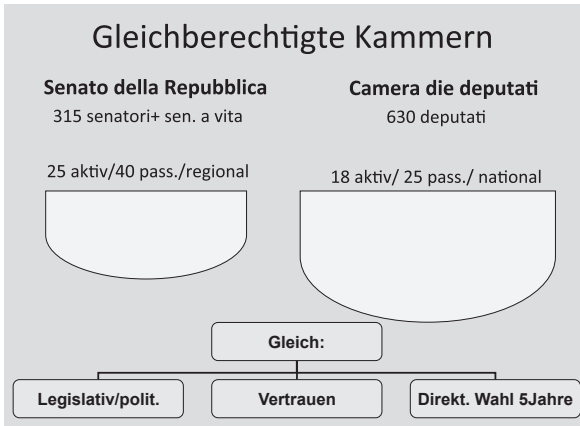 Gleichberechtigte Kammern
Senato della Repubblica
315 senatori+ sen. a vita
25 aktiv/40 pass./regional
Camera die deputati
630 deputati
18 aktiv/ 25 pass./ national
Gleich:
Legislativ/polit.
Vertrauen
Direkt. Wahl 5Jahre